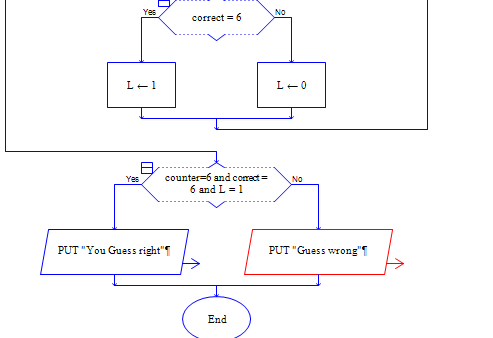 Yes
correct = 6
No
L ← 1
L ← 0
Yes
counter=6 and correct =
6 and L = 1
No
PUT "You Guess right"¶
PUT "Guess wrong"¶
End